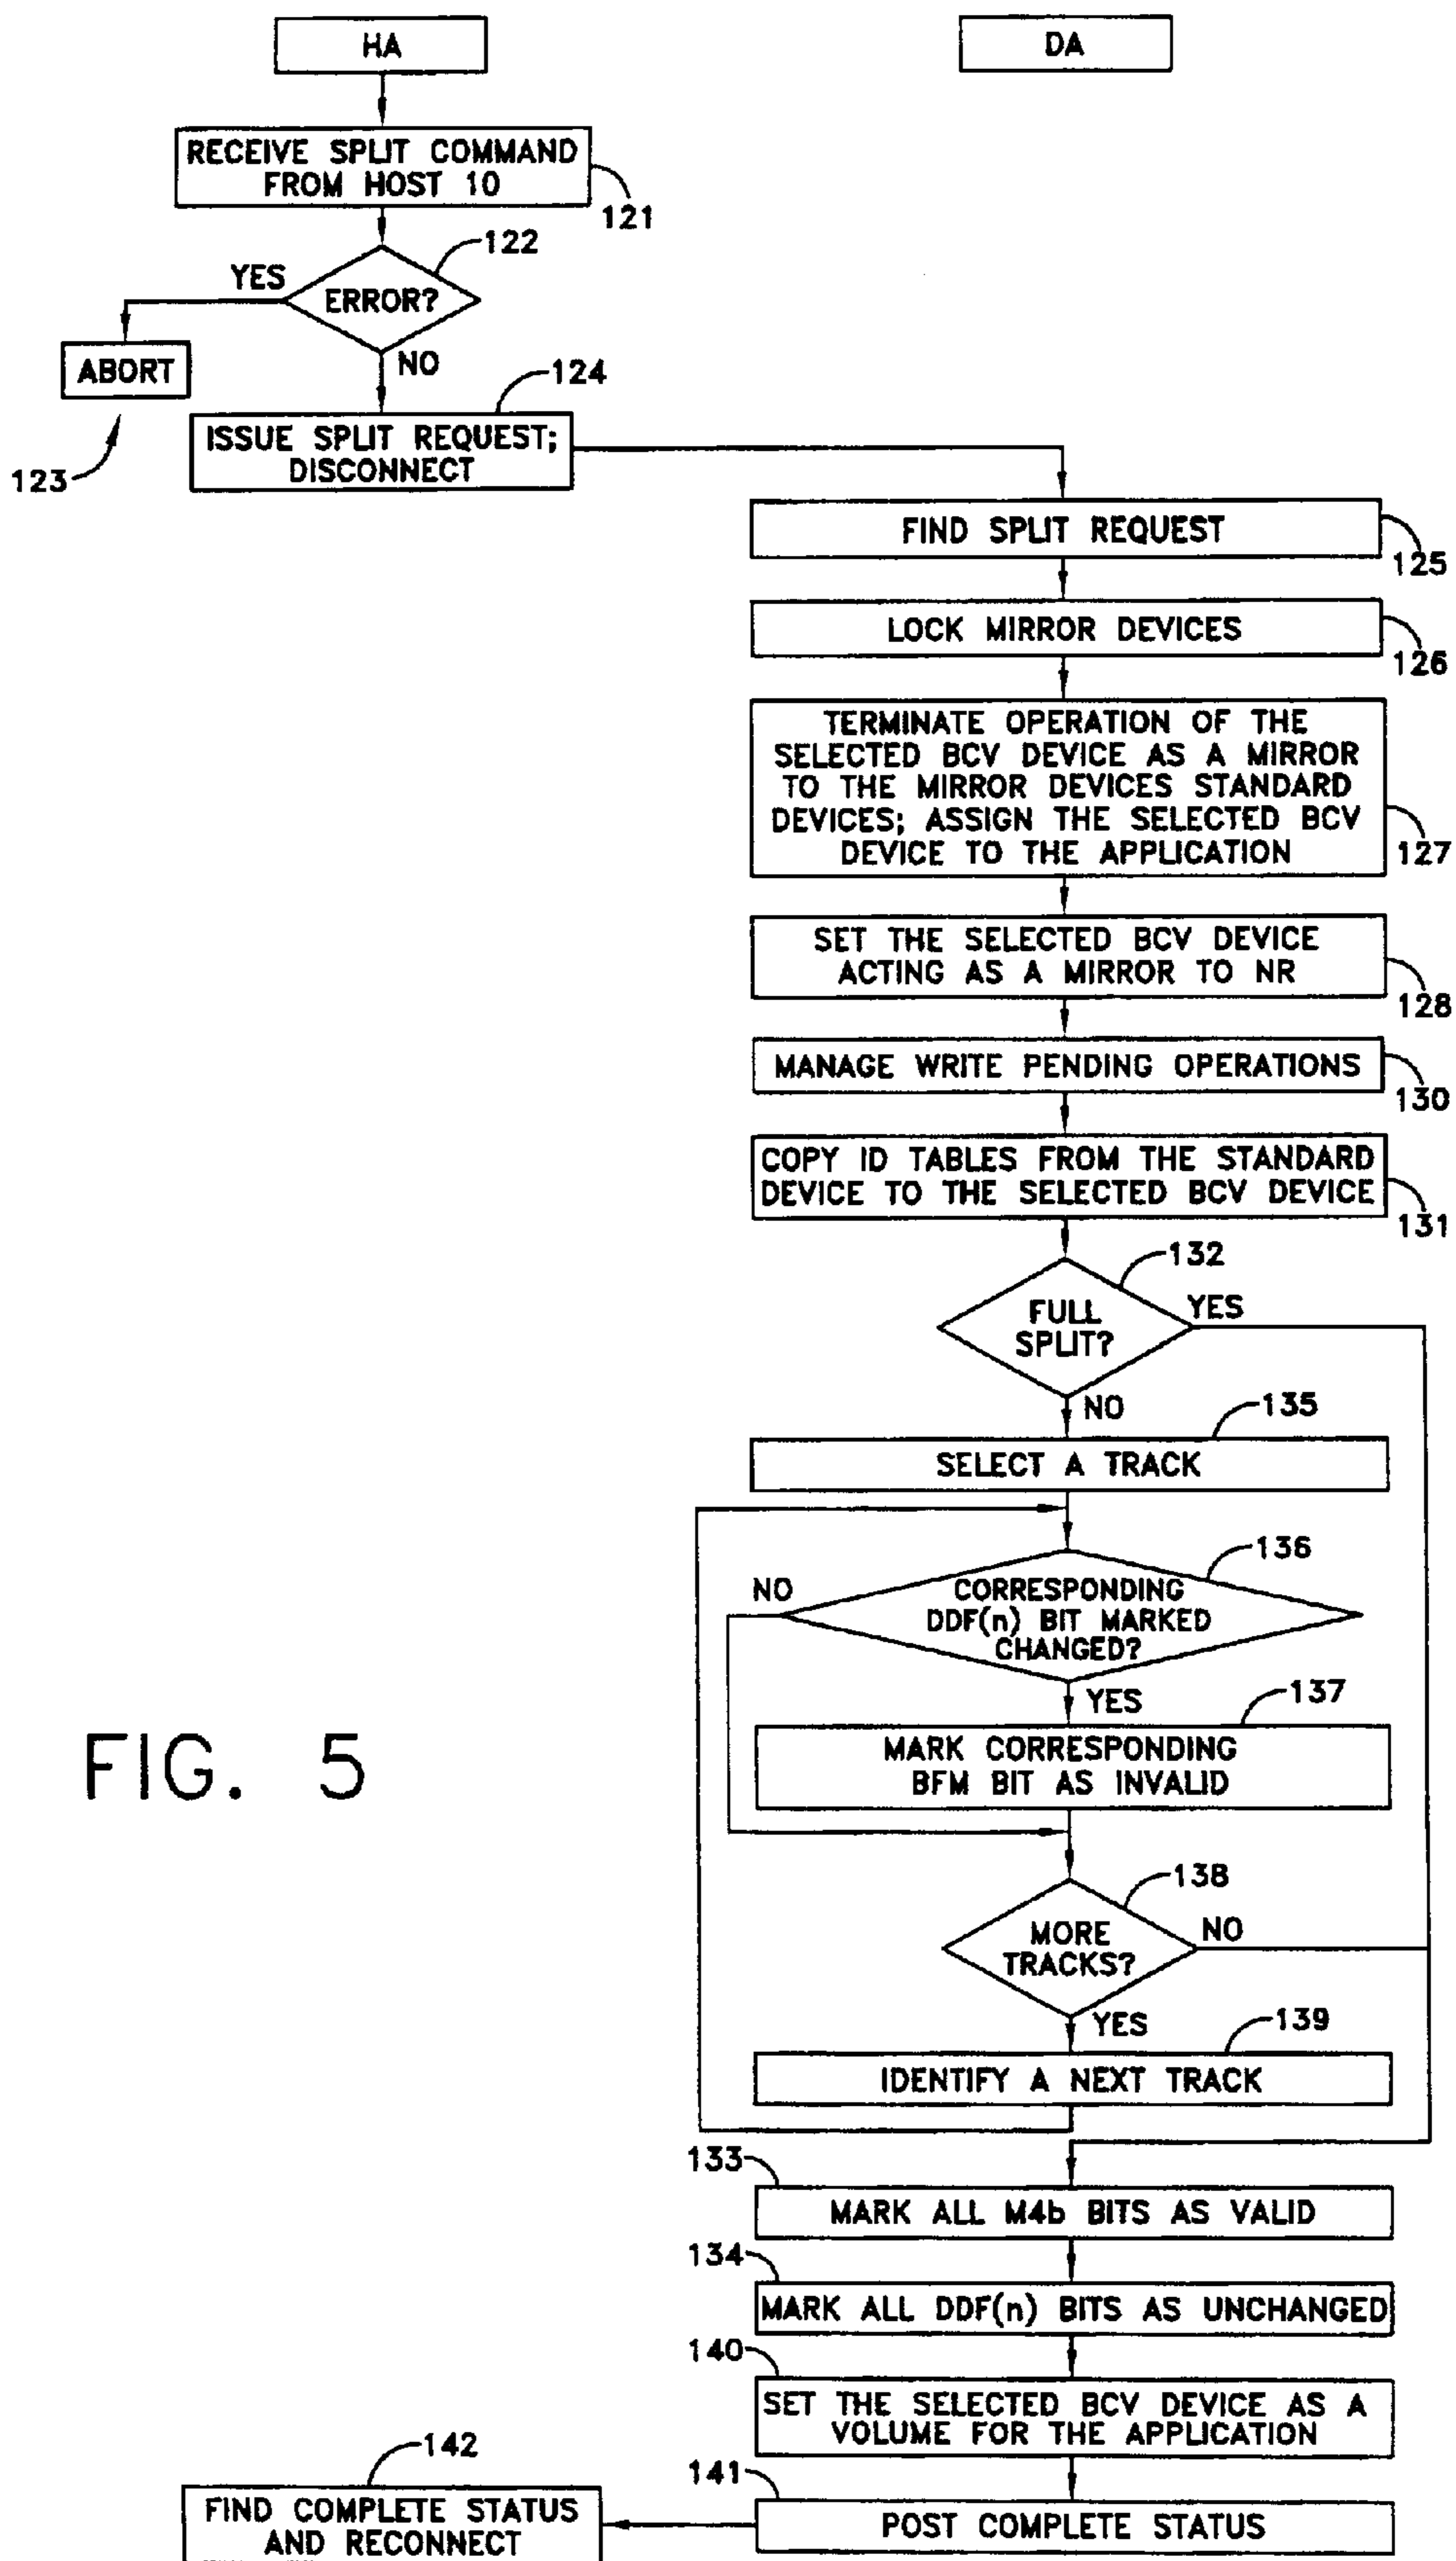 HA
DA
RECEIVE SPLIT COMMAND
FROM HOST 10
121
122
YES
ERROR?
ABORT
NO
123
124
ISSUE SPLIT REQUEST;
DISCONNECT
FIND SPLIT REQUEST
125
LOCK MIRROR DEVICES
126
TERMINATE OPERATION OF THE
SELECTED BCV DEVICE AS A MIRROR
TO THE MIRROR DEVICES STANDARD
DEVICES; ASSIGN THE SELECTED BCV
DEVICE TO THE APPLICATION
127
SET THE SELECTED BCV DEVICE
ACTING AS A MIRROR TO NR
128
MANAGE WRITE PENDING OPERATIONS
130
COPY ID TABLES FROM THE STANDARD
DEVICE TO THE SELECTED BCV DEVICE
131
132
FULL
SPLIT?
YES
NO
135
SELECT A TRACK
136
NO
CORRESPONDING
DDF(n) BIT MARKED
CHANGED?
YES
137
MARK CORRESPONDING
BFM BIT AS INVALID
FIG. 5
138
MORE
TRACKS?
NO
YES
139
IDENTIFY A NEXT TRACK
133
MARK ALL M4b BITS AS VALID
134
MARK ALL DDF(n) BITS AS UNCHANGED
140
SET THE SELECTED BCV DEVICE AS A
VOLUME FOR THE APPLICATION
141
POST COMPLETE STATUS
142
FIND COMPLETE STATUS
AND RECONNECT